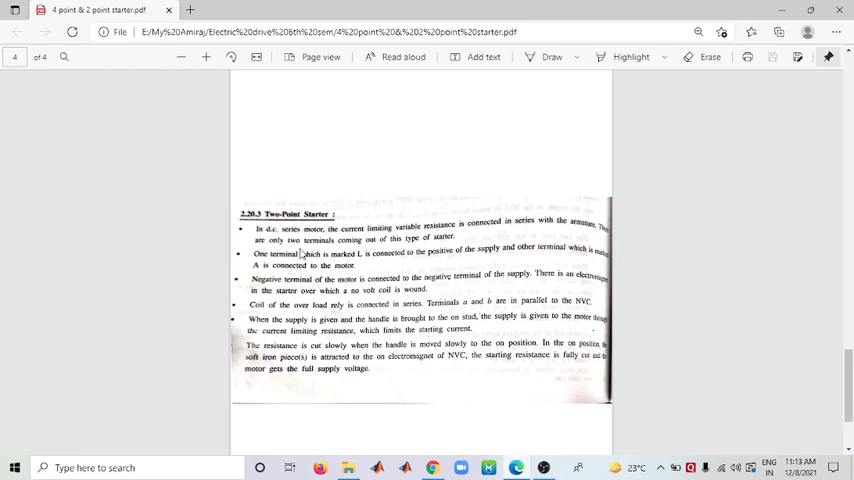 4 point & 2 point starter.pdf
File
E:/My%20Amiraj/Electric%20drive%206th%20sem/4%20point%20&%202%20point%20starter.pdf
4 of 4 Page view Read aloud Add text Draw Highlight Erase
2.20.3 Two-Point Starter :
• In d.c. series motor, the current limiting variable resistance is connected in series with the armature. There
are only two terminals coming out of this type of starter.
• One terminal which is marked L is connected to the positive of the supply and other terminal which is marked
A is connected to the motor.
• Negative terminal of the motor is connected to the negative terminal of the supply. There is an electromagnet
in the starter over which a no volt coil is wound.
• Coil of the over load rely is connected in series. Terminals a and b are in parallel to the NVC.
• When the supply is given and the handle is brought to the on stud, the supply is given to the motor through
the current limiting resistance, which limits the starting current.
The resistance is cut slowly when the handle is moved slowly to the on position. In the on position, the
soft iron piece(s) is attracted to the on electromagnet of NVC, the starting resistance is fully cut and the
motor gets the full supply voltage.
Type here to search
23°C
ENG
IN
11:13 AM
12/8/2021